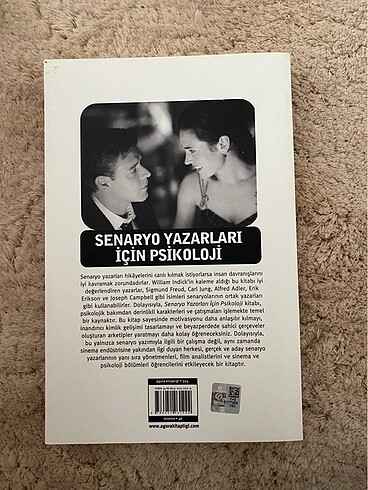 SENARYO YAZARLARI
İÇİN PSİKOLOJİ
Senaryo yazarları hikâyelerini canlı kılmak istiyorlarsa insan davranışlarını
iyi kavramak zorundadırlar. William Indick'in kaleme aldığı bu kitabı iyi
değerlendiren yazarlar, Sigmund Freud, Carl Jung, Alfred Adler, Erik
Erikson ve Joseph Campbell gibi isimleri senaryolarının ortak yazarları
gibi kullanabilirler. Dolayısıyla, Senaryo Yazarları İçin Psikoloji kitabı,
psikolojik bakımdan derinlikli karakterleri ve çatışmaları işlemekte temel
bir kaynaktır. Bu kitap sayesinde motivasyonu daha anlaşılır kılmayı,
inandırıcı kimlik gelişimi tasarlamayı ve beyazperdede sahici çerçeveler
oluşturan arketipler yaratmayı daha kolay öğreneceksiniz. Dolayısıyla,
bu yalnızca senaryo yazımıyla ilgili bir çalışma değil, aynı zamanda
sinema endüstrisine yakından ilgi duyan herkesi, gerçek ve aday senaryo
yazarlarının yanı sıra yönetmenleri, film analistlerini ve sinema ve
psikoloji bölümleri öğrencilerini etkileyecek bir kitaptır.
www.agorakitapligi.com